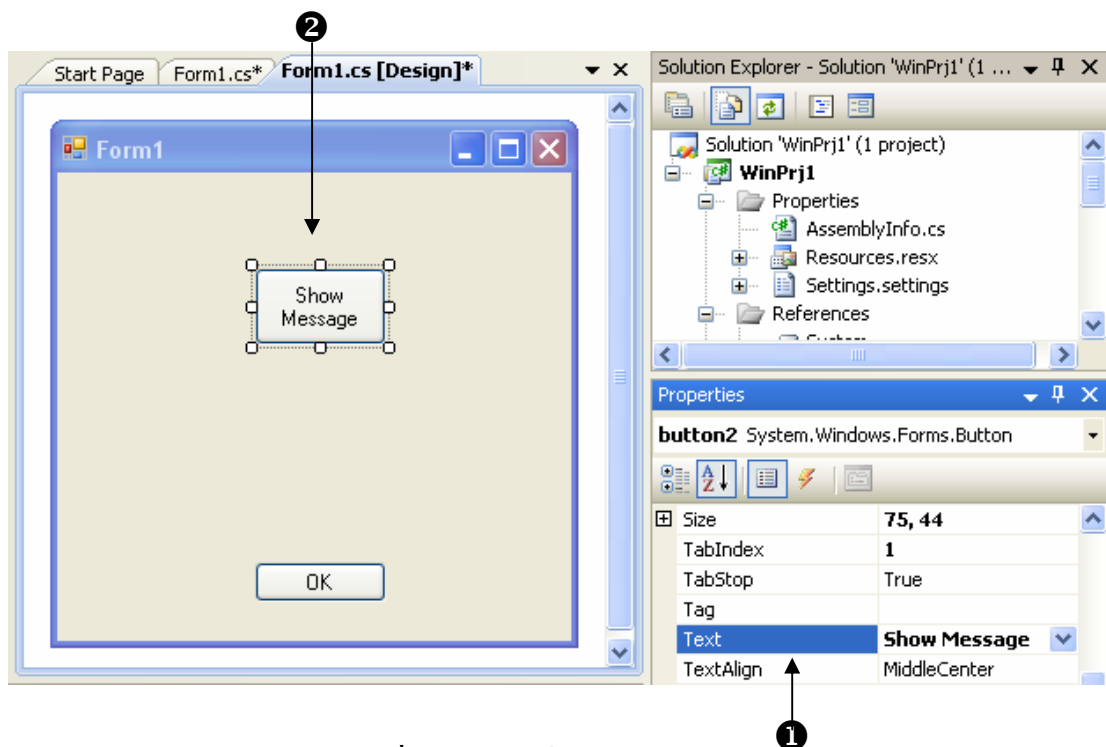 ❷
Start Page Form1.cs* Form1.cs [Design]*
Form1
Show
Message
OK
Solution Explorer - Solution 'WinPrj1' (1 ...
Solution 'WinPrj1' (1 project)
WinPrj1
Properties
AssemblyInfo.cs
Resources.resx
Settings.settings
References
Properties
button2 System.Windows.Forms.Button
Size 75, 44
TabIndex 1
TabStop True
Tag
Text Show Message
TextAlign MiddleCenter
❶